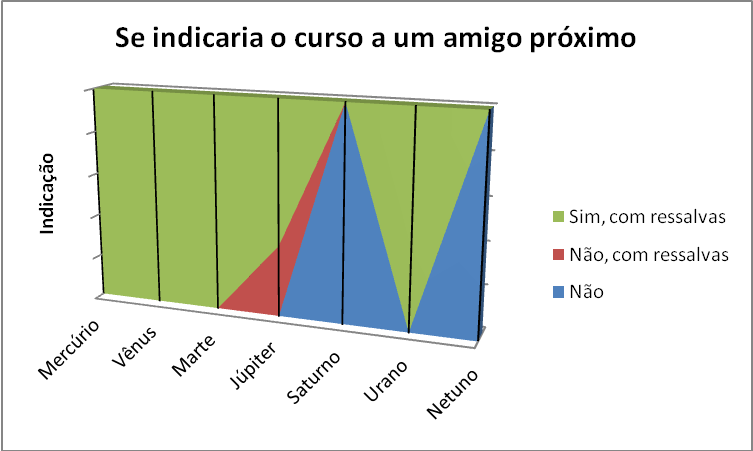 Se indicaria o curso a um amigo próximo
Indicação
Sim, com ressalvas
Não, com ressalvas
Não
Mercúrio
Vênus
Marte
Júpiter
Saturno
Urano
Netuno